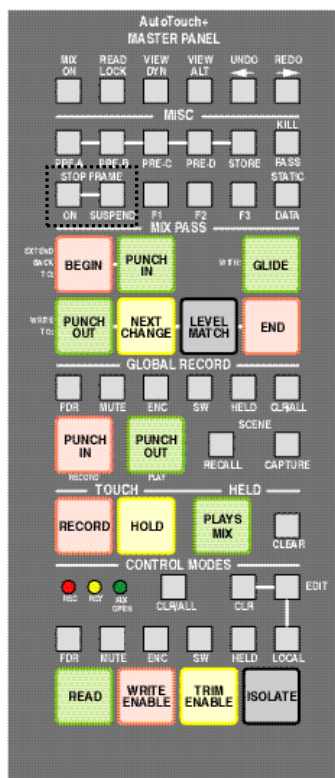 AutoTouch+
MASTER PANEL
MIX ON READ LOCK VIEW DYN VIEW ALT UNDO REDO
MISC
KILL
PRE-A PRE-B PRE-C PRE-D STORE PASS
STOP FRAME STATIC
ON SUSPEND F1 F2 F3 DATA
MIX PASS
EXTEND BACK TO: BEGIN PUNCH IN WITH: GLIDE
WRITE TO: PUNCH OUT NEXT CHANGE LEVEL MATCH END
GLOBAL RECORD
FDR MUTE ENC SW HELD CLR/ALL
SCENE
PUNCH IN PUNCH OUT RECALL CAPTURE
RECORD PLAY
TOUCH HELD
RECORD HOLD PLAYS MIX CLEAR
CONTROL MODES
REC RDY MIX OPEN CLR/ALL CLR EDIT
FDR MUTE ENC SW HELD LOCAL
READ WRITE ENABLE TRIM ENABLE ISOLATE